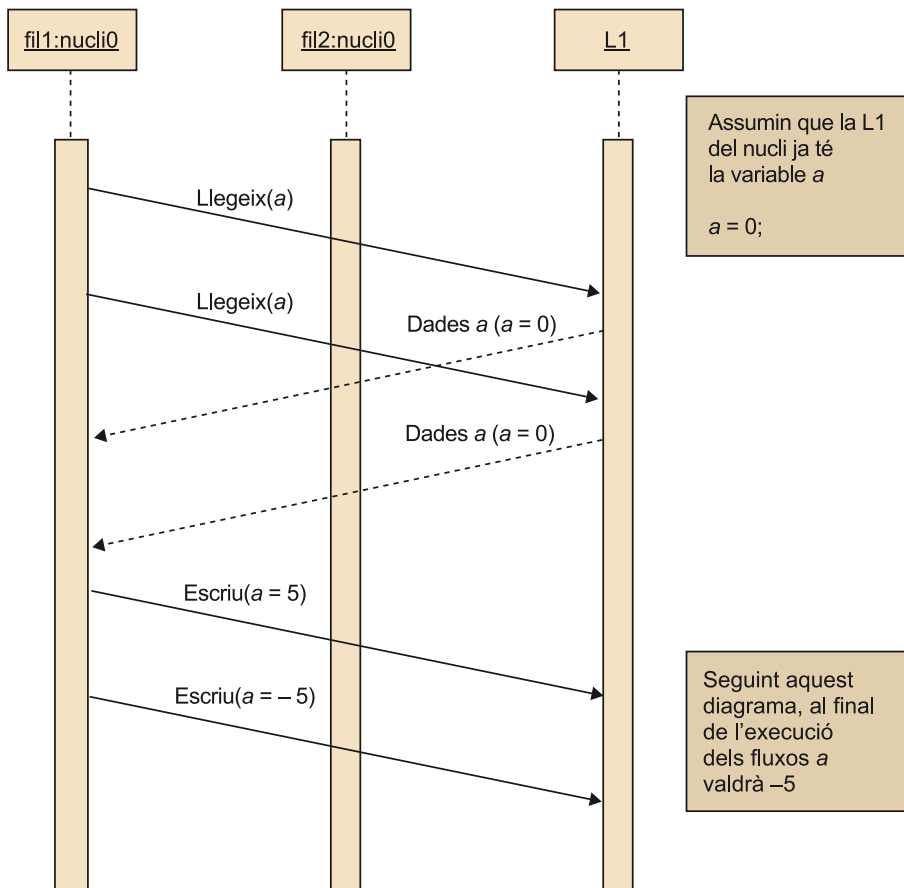 fil1:nucli0
fil2:nucli0
L1
Assumin que la L1
del nucli ja té
la variable a
a = 0;
Llegeix(a)
Llegeix(a)
Dades a (a = 0)
Dades a (a = 0)
Escriu(a = 5)
Escriu(a = – 5)
Seguint aquest
diagrama, al final
de l’execució
dels fluxos a
valdrà –5